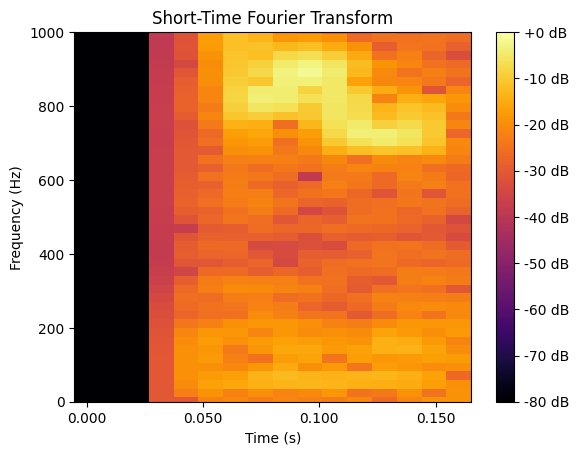 Short-Time Fourier Transform
Frequency (Hz)
1000
800
600
400
200
0
0.000
0.050
0.100
0.150
Time (s)
+0 dB
-10 dB
-20 dB
-30 dB
-40 dB
-50 dB
-60 dB
-70 dB
-80 dB